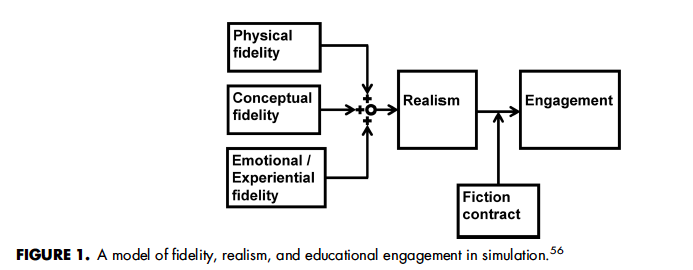 Physical
fidelity
Conceptual
fidelity
Emotional /
Experiential
fidelity
+
+
+
Realism
Engagement
Fiction
contract
FIGURE 1. A model of fidelity, realism, and educational engagement in simulation.56